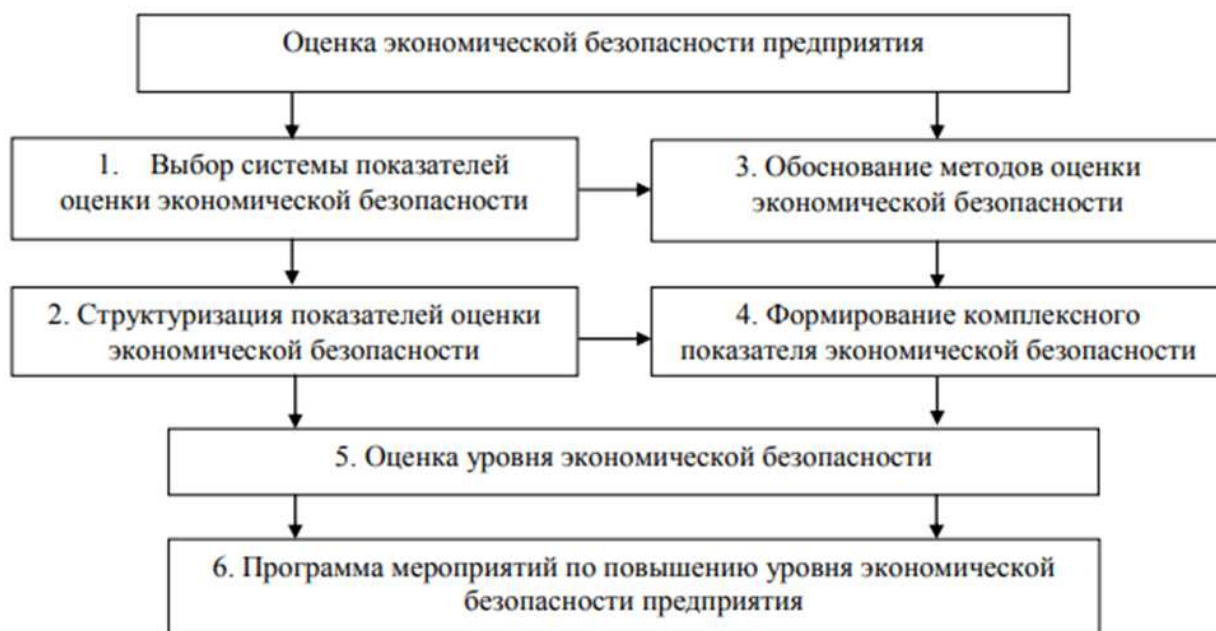 Оценка экономической безопасности предприятия
1. Выбор системы показателей
оценки экономической безопасности
3. Обоснование методов оценки
экономической безопасности
2. Структуризация показателей оценки
экономической безопасности
4. Формирование комплексного
показателя экономической безопасности
5. Оценка уровня экономической безопасности
6. Программа мероприятий по повышению уровня экономической
безопасности предприятия